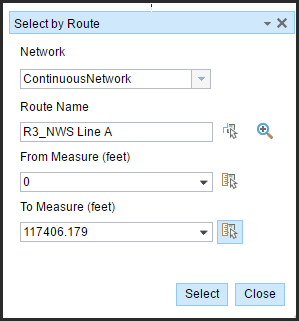 Select by Route
Network
ContinuousNetwork
Route Name
R3_NWS Line A
From Measure (feet)
0
To Measure (feet)
117406.179
Select Close